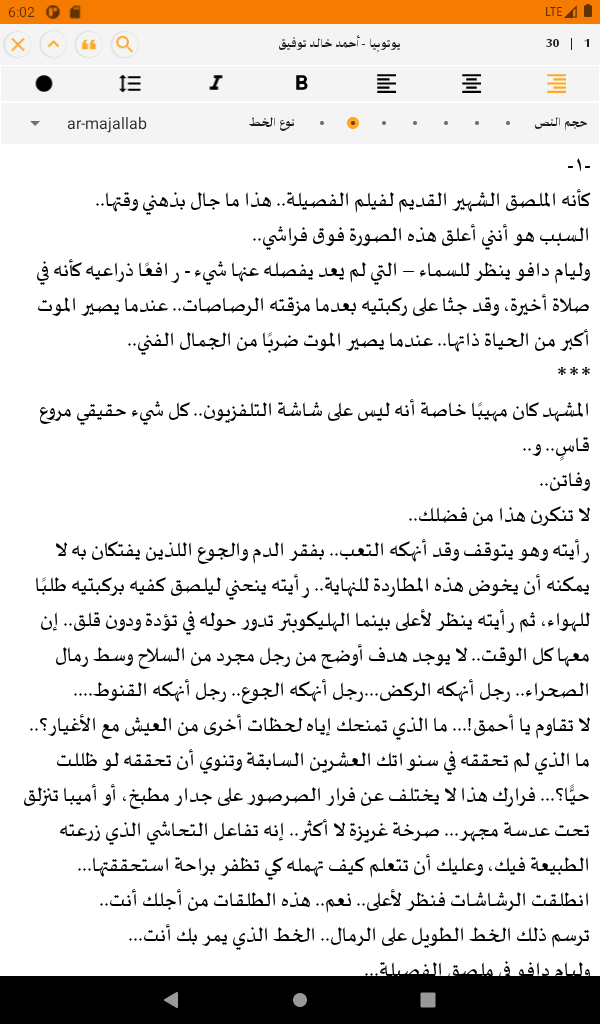 6:02
LTE
1 | 30
يوتوبيا - أحمد خالد توفيق
B
I
حجم النص
نوع الخط
ar-majallab
-١-
كأنه الملصق الشهير القديم لفيلم الفصيلة.. هذا ما جال بذهني وقتها..
السبب هو أنني أعلق هذه الصورة فوق فراشي..
وليام دافو ينظر للسماء – التي لم يعد يفصله عنها شيء - رافعًا ذراعيه كأنه في
صلاة أخيرة، وقد جثا على ركبتيه بعدما مزقته الرصاصات.. عندما يصير الموت
أكبر من الحياة ذاتها.. عندما يصير الموت ضربًا من الجمال الفني..
***
المشهد كان مهيبًا خاصة أنه ليس على شاشة التلفزيون.. كل شيء حقيقي مروع
قاسٍ.. و..
وفاتن..
لا تنكرن هذا من فضلك..
رأيته وهو يتوقف وقد أنهكه التعب.. بفقر الدم والجوع اللذين يفتكان به لا
يمكنه أن يخوض هذه المطاردة للنهاية.. رأيته ينحني ليلصق كفيه بركبتيه طلبًا
للهواء، ثم رأيته ينظر لأعلى بينما الهليكوبتر تدور حوله في تؤدة ودون قلق.. إن
معها كل الوقت.. لا يوجد هدف أوضح من رجل مجرد من السلاح وسط رمال
الصحراء.. رجل أنهكه الركض...رجل أنهكه الجوع.. رجل أنهكه القنوط....
لا تقاوم يا أحمق!... ما الذي تمنحك إياه لحظات أخرى من العيش مع الأغيار؟..
ما الذي لم تحققه في سنواتك العشرين السابقة وتنوي أن تحققه لو ظللت
حيًّا؟... فرارك هذا لا يختلف عن فرار الصرصور على جدار مطبخ، أو أميبا تنزلق
تحت عدسة مجهر... صرخة غريزة لا أكثر.. إنه تفاعل التحاشي الذي زرعته
الطبيعة فيك، وعليك أن تتعلم كيف تهمله كي تظفر براحة استحققتها...
انطلقت الرشاشات فنظر لأعلى.. نعم.. هذه الطلقات من أجلك أنت..
ترسم ذلك الخط الطويل على الرمال.. الخط الذي يمر بك أنت...
وليام دافو في ملصق الفصيلة...